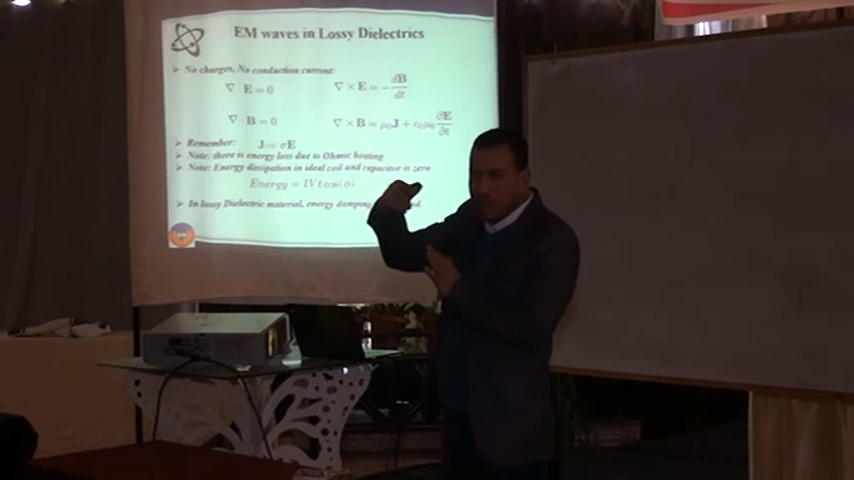 EM waves in Lossy Dielectrics
➢ No charges, No conduction current:
∇ · E = 0    ∇ × E = − dB/dt
∇ · B = 0    ∇ × B = μ₀J + ε₀μ₀ ∂E/∂t
➢ Remember: J = σE
➢ Note: there is energy loss due to Ohmic heating
➢ Note: Energy dissipation in ideal coil and capacitor is zero
Energy = IVt cos(φ)
➢ In lossy Dielectric material, energy damping